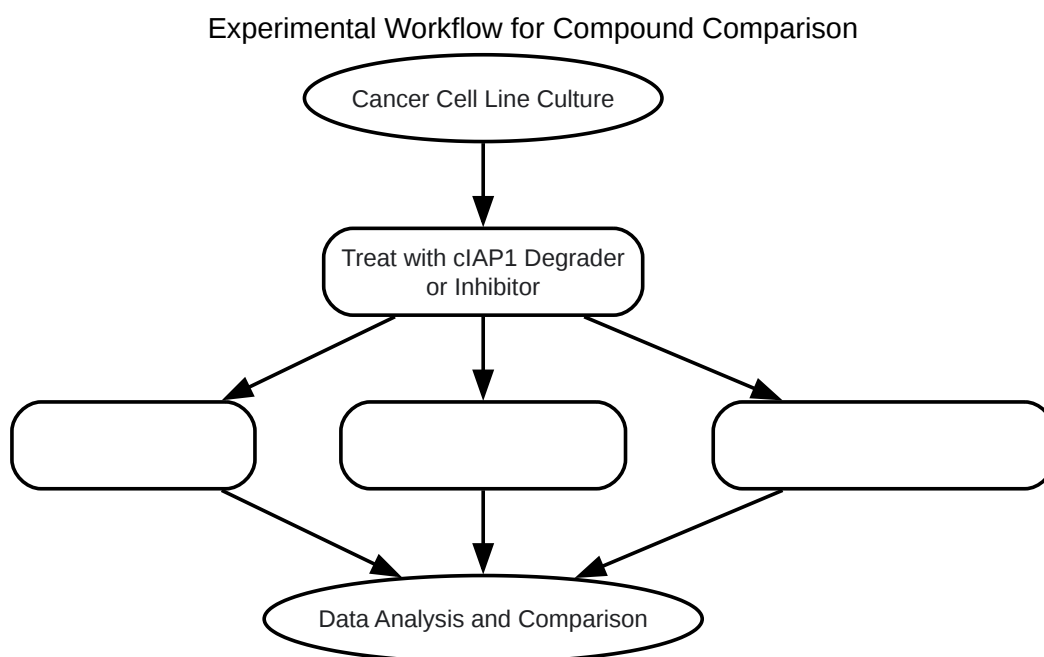 Experimental Workflow for Compound Comparison
Cancer Cell Line Culture
Treat with cIAP1 Degrader
or Inhibitor
Data Analysis and Comparison